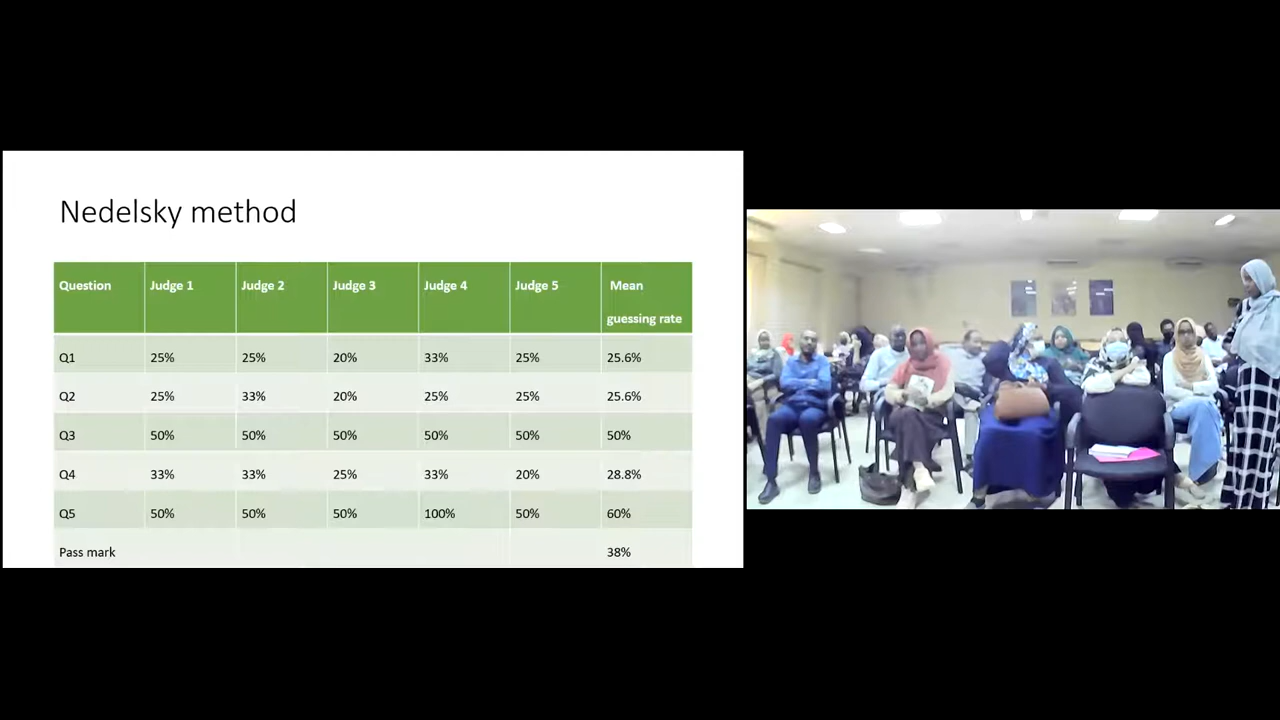 Nedelsky method
Question Judge 1 Judge 2 Judge 3 Judge 4 Judge 5 Mean
guessing rate
Q1 25% 25% 20% 33% 25% 25.6%
Q2 25% 33% 20% 25% 25% 25.6%
Q3 50% 50% 50% 50% 50% 50%
Q4 33% 33% 25% 33% 20% 28.8%
Q5 50% 50% 50% 100% 50% 60%
Pass mark 38%